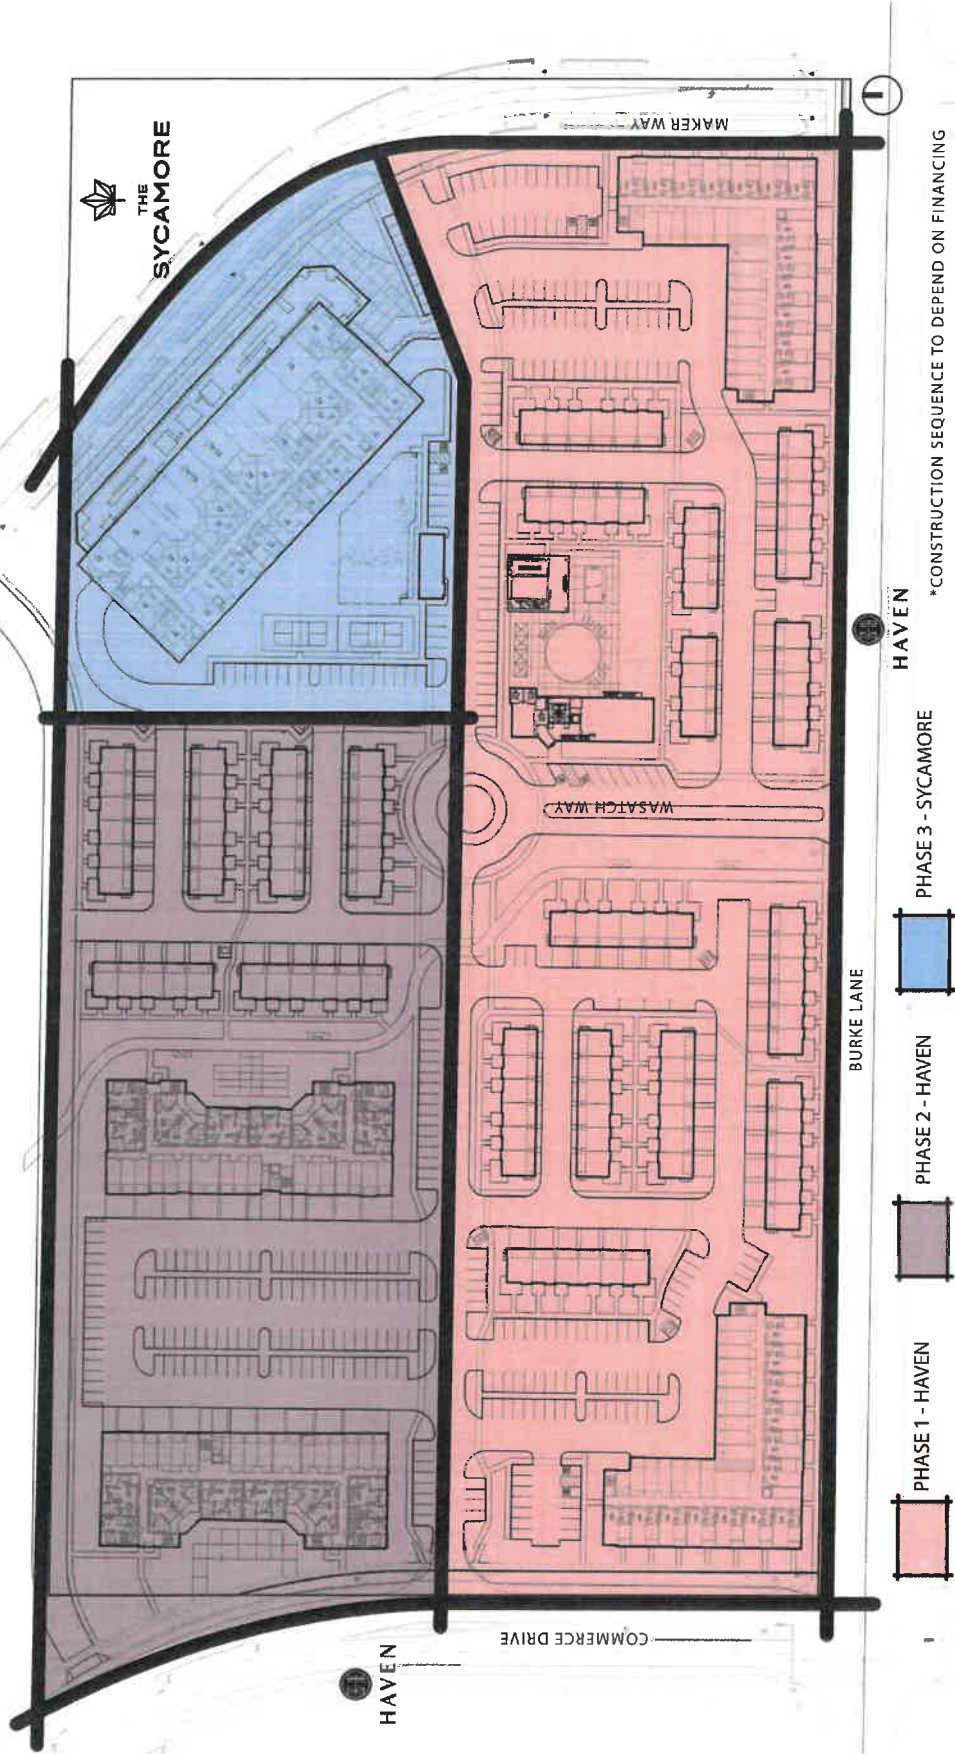 THE
SYCAMORE
MAKER WAY
WASATCH WAY
COMMERCE DRIVE
HAVEN
BURKE LANE
HAVEN
PHASE 1 - HAVEN
PHASE 2 - HAVEN
PHASE 3 - SYCAMORE
*CONSTRUCTION SEQUENCE TO DEPEND ON FINANCING